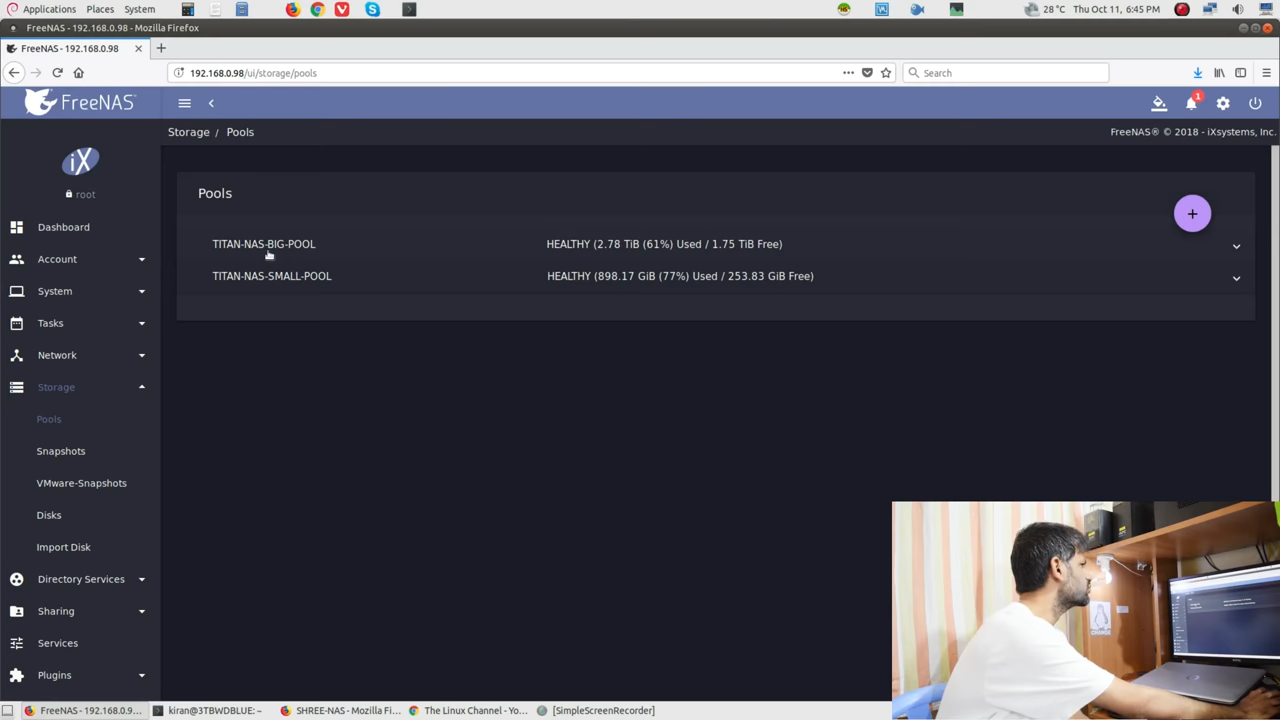 Applications Places System
28 °C Thu Oct 11, 6:45 PM
FreeNAS - 192.168.0.98 - Mozilla Firefox
FreeNAS - 192.168.0.98
192.168.0.98/ui/storage/pools
Search
FreeNAS
1
Storage / Pools
FreeNAS® © 2018 - iXsystems, Inc.
iX
root
Dashboard
Account
System
Tasks
Network
Storage
Pools
Snapshots
VMware-Snapshots
Disks
Import Disk
Directory Services
Sharing
Services
Plugins
Pools
TITAN-NAS-BIG-POOL HEALTHY (2.78 TiB (61%) Used / 1.75 TiB Free)
TITAN-NAS-SMALL-POOL HEALTHY (898.17 GiB (77%) Used / 253.83 GiB Free)
CHARGE
FreeNAS - 192.168.0.9...
kiran@3TBWDBLUE: ~
SHREE-NAS - Mozilla Fi...
The Linux Channel - Yo...
[SimpleScreenRecorder]